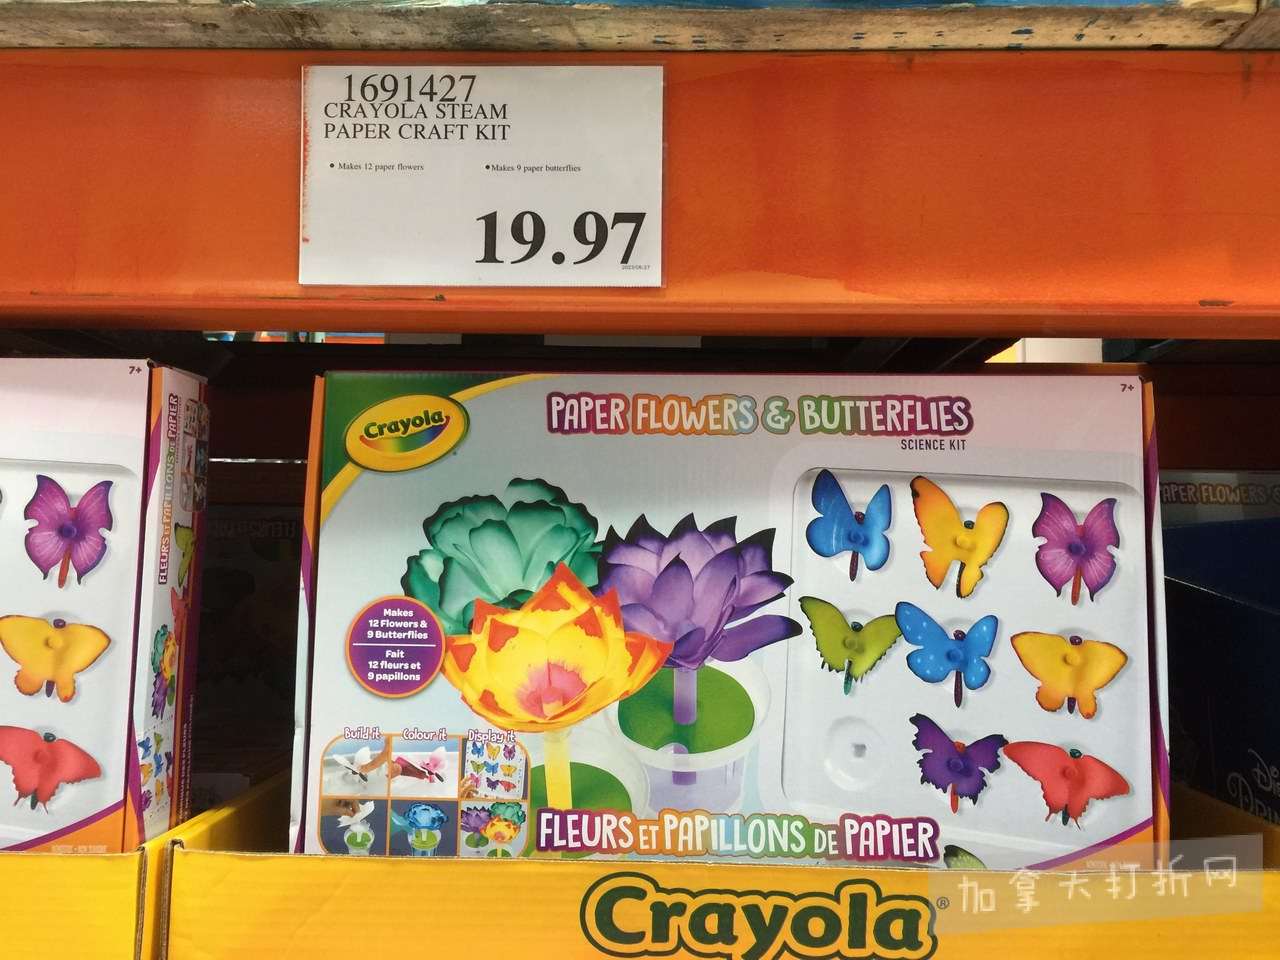 1691427
CRAYOLA STEAM
PAPER CRAFT KIT
• Makes 12 paper flowers
• Makes 9 paper butterflies
19.97
7+
FLEURS ET PAPILLONS DE PAPIER
Crayola
PAPER FLOWERS & BUTTERFLIES
SCIENCE KIT
7+
Makes
12 Flowers &
9 Butterflies
Fait
12 fleurs et
9 papillons
Build it
Colour it
Display it
FLEURS ET PAPILLONS DE PAPIER
PAPER FLOWERS
Crayola®
加拿大打折网